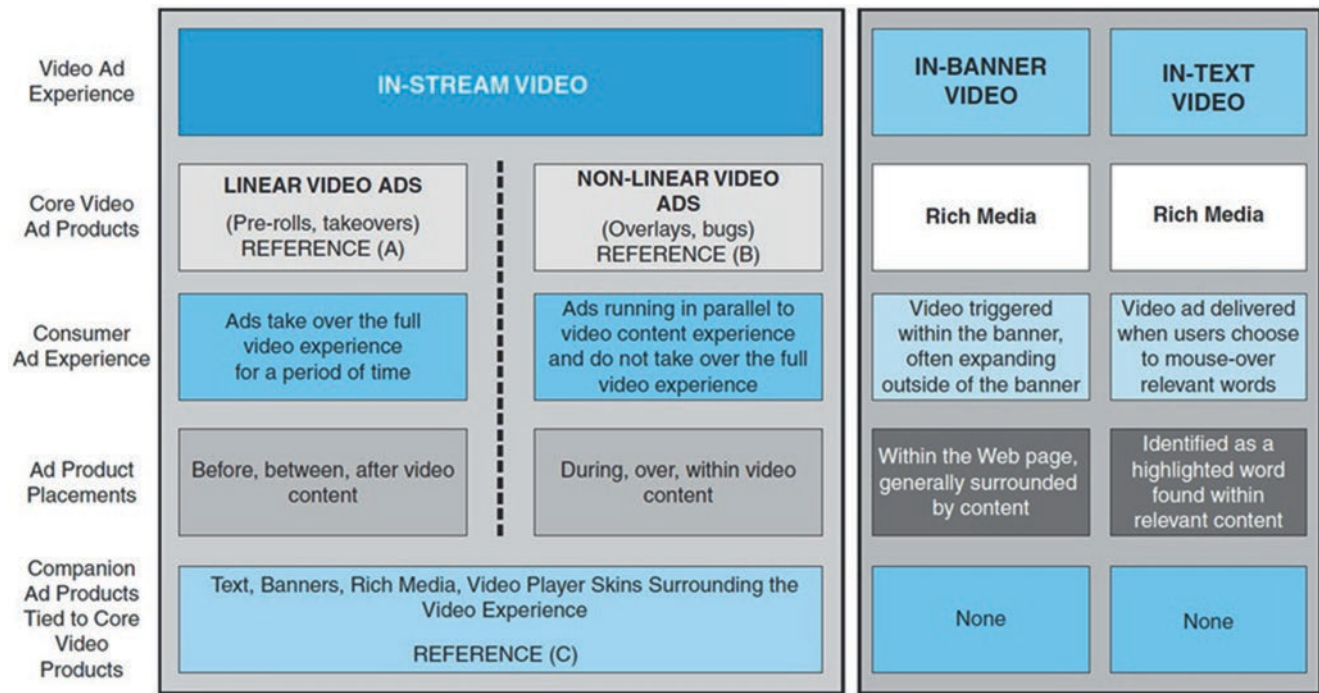 Video Ad
Experience
IN-STREAM VIDEO
IN-BANNER
VIDEO
IN-TEXT
VIDEO
Core Video
Ad Products
LINEAR VIDEO ADS
(Pre-rolls, takeovers)
REFERENCE (A)
NON-LINEAR VIDEO
ADS
(Overlays, bugs)
REFERENCE (B)
Rich Media
Rich Media
Consumer
Ad Experience
Ads take over the full
video experience
for a period of time
Ads running in parallel to
video content experience
and do not take over the full
video experience
Video triggered
within the banner,
often expanding
outside of the banner
Video ad delivered
when users choose
to mouse-over
relevant words
Ad Product
Placements
Before, between, after video
content
During, over, within video
content
Within the Web page,
generally surrounded
by content
Identified as a
highlighted word
found within
relevant content
Companion
Ad Products
Tied to Core
Video
Products
Text, Banners, Rich Media, Video Player Skins Surrounding the
Video Experience
REFERENCE (C)
None
None